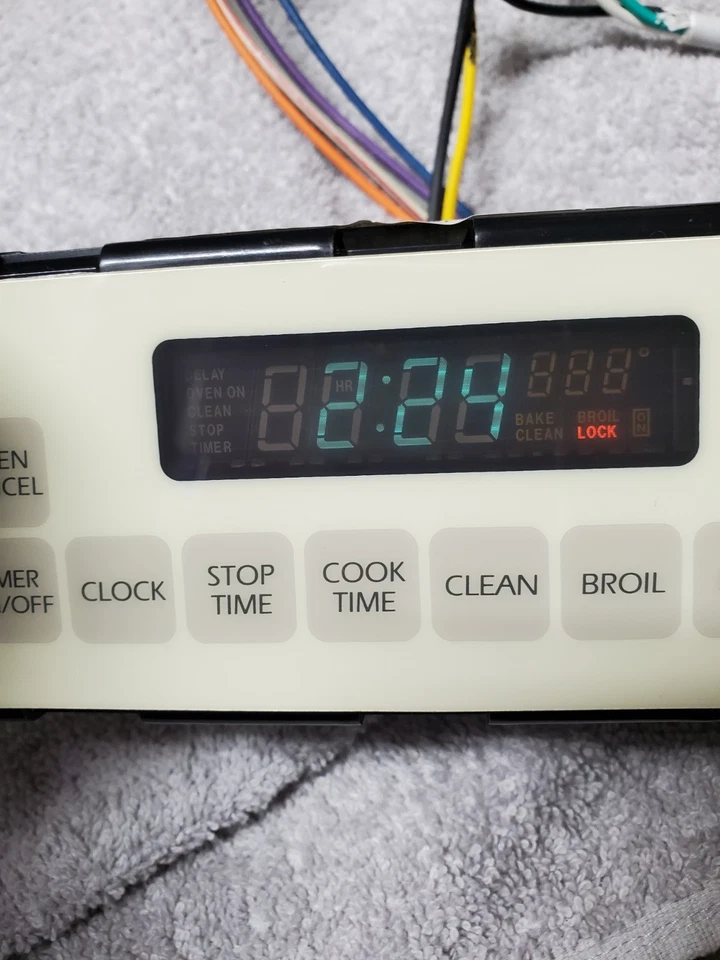 DELAY
OVEN ON
CLEAN
STOP
TIMER
HR
2:24
888°
BAKE
CLEAN
BROIL
LOCK
ON
EN
CEL
MER
/OFF
CLOCK
STOP
TIME
COOK
TIME
CLEAN
BROIL